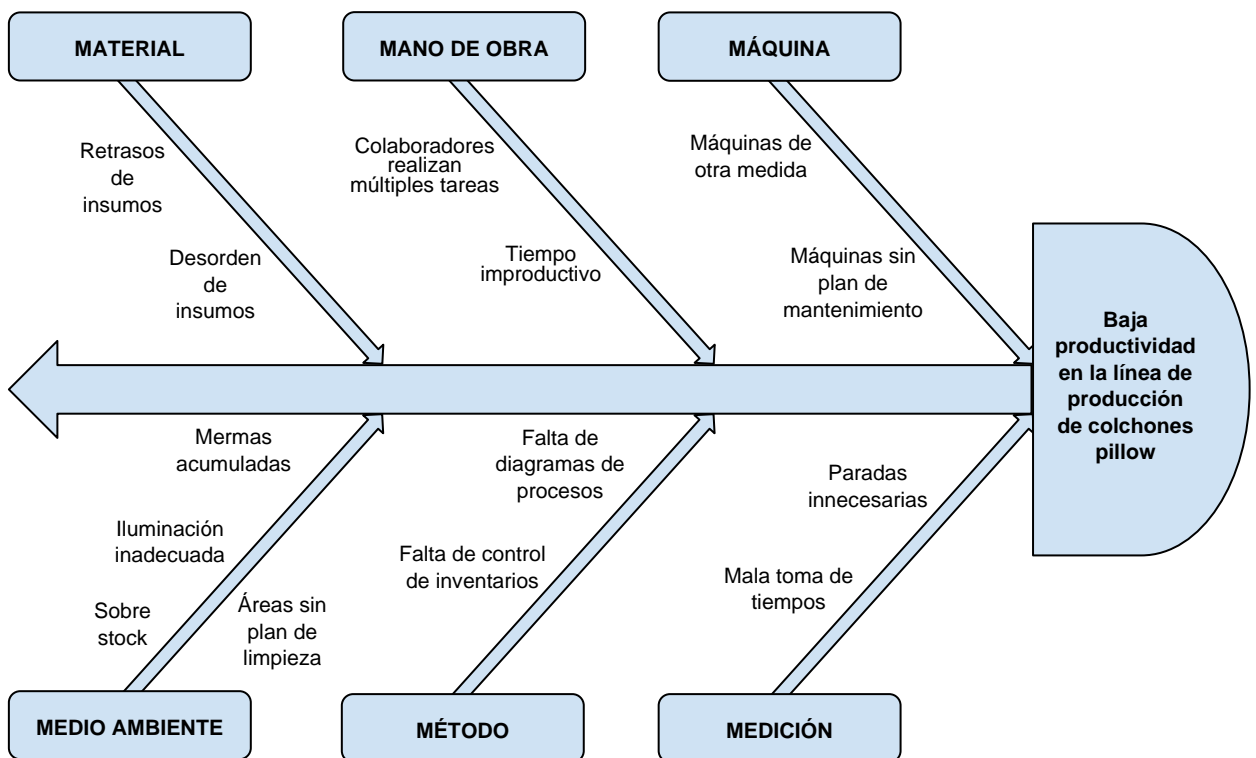 MATERIAL
MANO DE OBRA
MÁQUINA
Retrasos
de
insumos
Desorden
de
insumos
Colaboradores
realizan
múltiples tareas
Tiempo
improductivo
Máquinas de
otra medida
Máquinas sin
plan de
mantenimiento
Baja
productividad
en la línea de
producción
de colchones
pillow
Mermas
acumuladas
Iluminación
inadecuada
Sobre
stock
Áreas sin
plan de
limpieza
Falta de
diagramas de
procesos
Falta de control
de inventarios
Paradas
innecesarias
Mala toma de
tiempos
MEDIO AMBIENTE
MÉTODO
MEDICIÓN